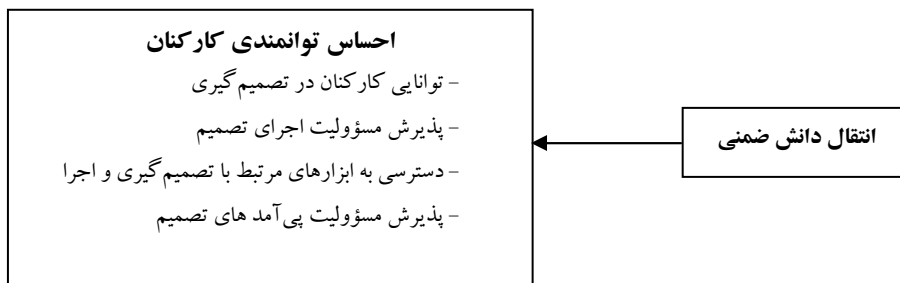 احساس توانمندی کارکنان
- توانایی کارکنان در تصمیم‌گیری
- پذیرش مسؤولیت اجرای تصمیم
- دسترسی به ابزارهای مرتبط با تصمیم‌گیری و اجرا
- پذیرش مسؤولیت پی‌آمد های تصمیم
انتقال دانش ضمنی